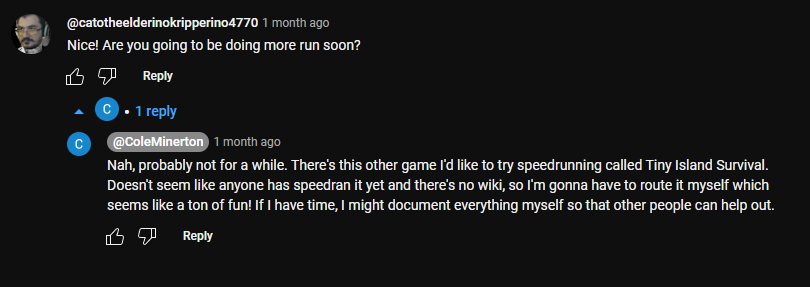 @catotheelderinokripperino4770 1 month ago
Nice! Are you going to be doing more run soon?
Reply
C • 1 reply
C @ColeMinerton 1 month ago
Nah, probably not for a while. There's this other game I'd like to try speedrunning called Tiny Island Survival.
Doesn't seem like anyone has speedran it yet and there's no wiki, so I'm gonna have to route it myself which
seems like a ton of fun! If I have time, I might document everything myself so that other people can help out.
Reply